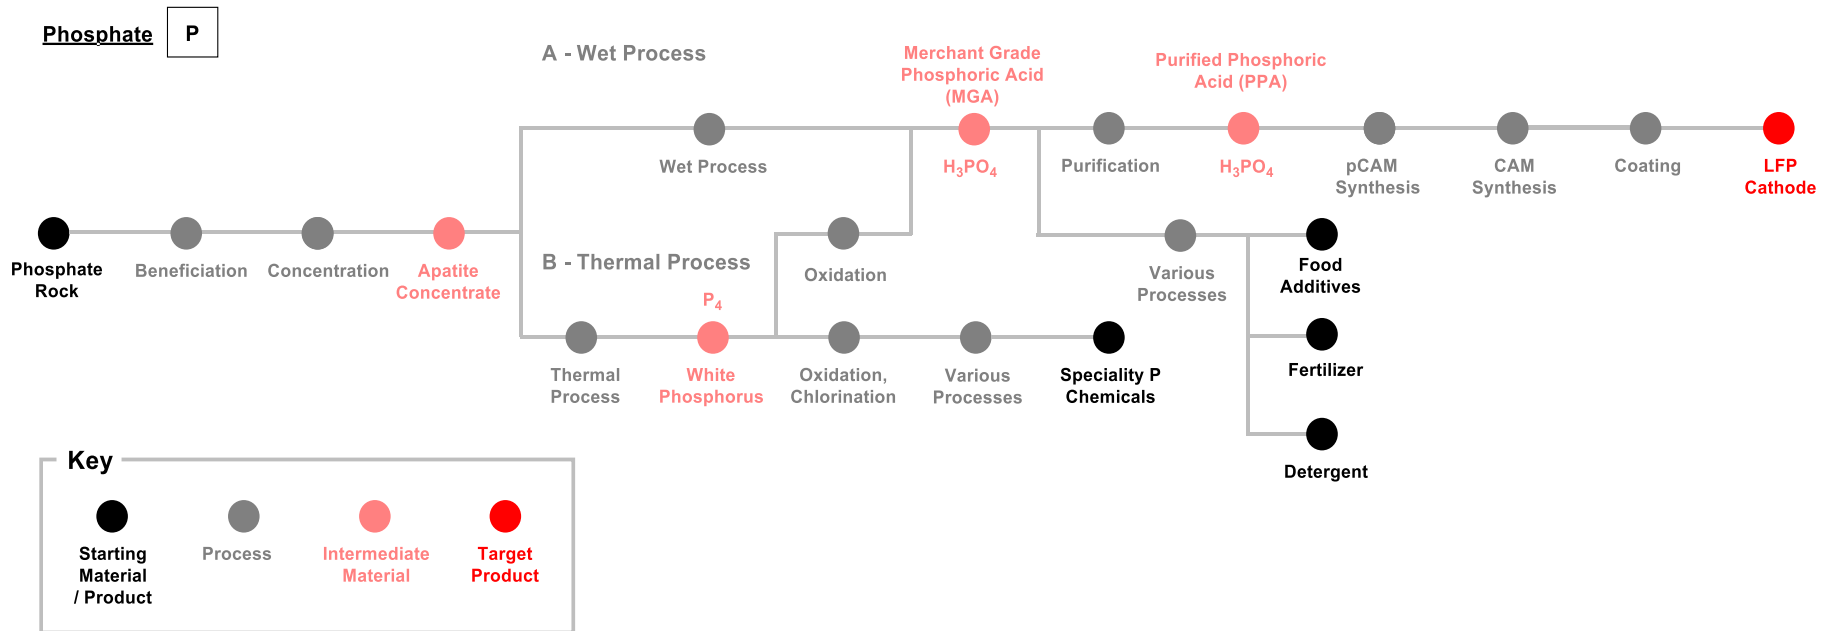 Phosphate P
A - Wet Process
Merchant Grade
Phosphoric Acid
(MGA)
Purified Phosphoric
Acid (PPA)
Wet Process
H₃PO₄
Purification
H₃PO₄
pCAM
Synthesis
CAM
Synthesis
Coating
LFP
Cathode
Phosphate
Rock
Beneficiation
Concentration
Apatite
Concentrate
B - Thermal Process
Oxidation
Various
Processes
Food
Additives
P₄
Thermal
Process
White
Phosphorus
Oxidation,
Chlorination
Various
Processes
Speciality P
Chemicals
Fertilizer
Detergent
Key
Starting
Material
/ Product
Process
Intermediate
Material
Target
Product